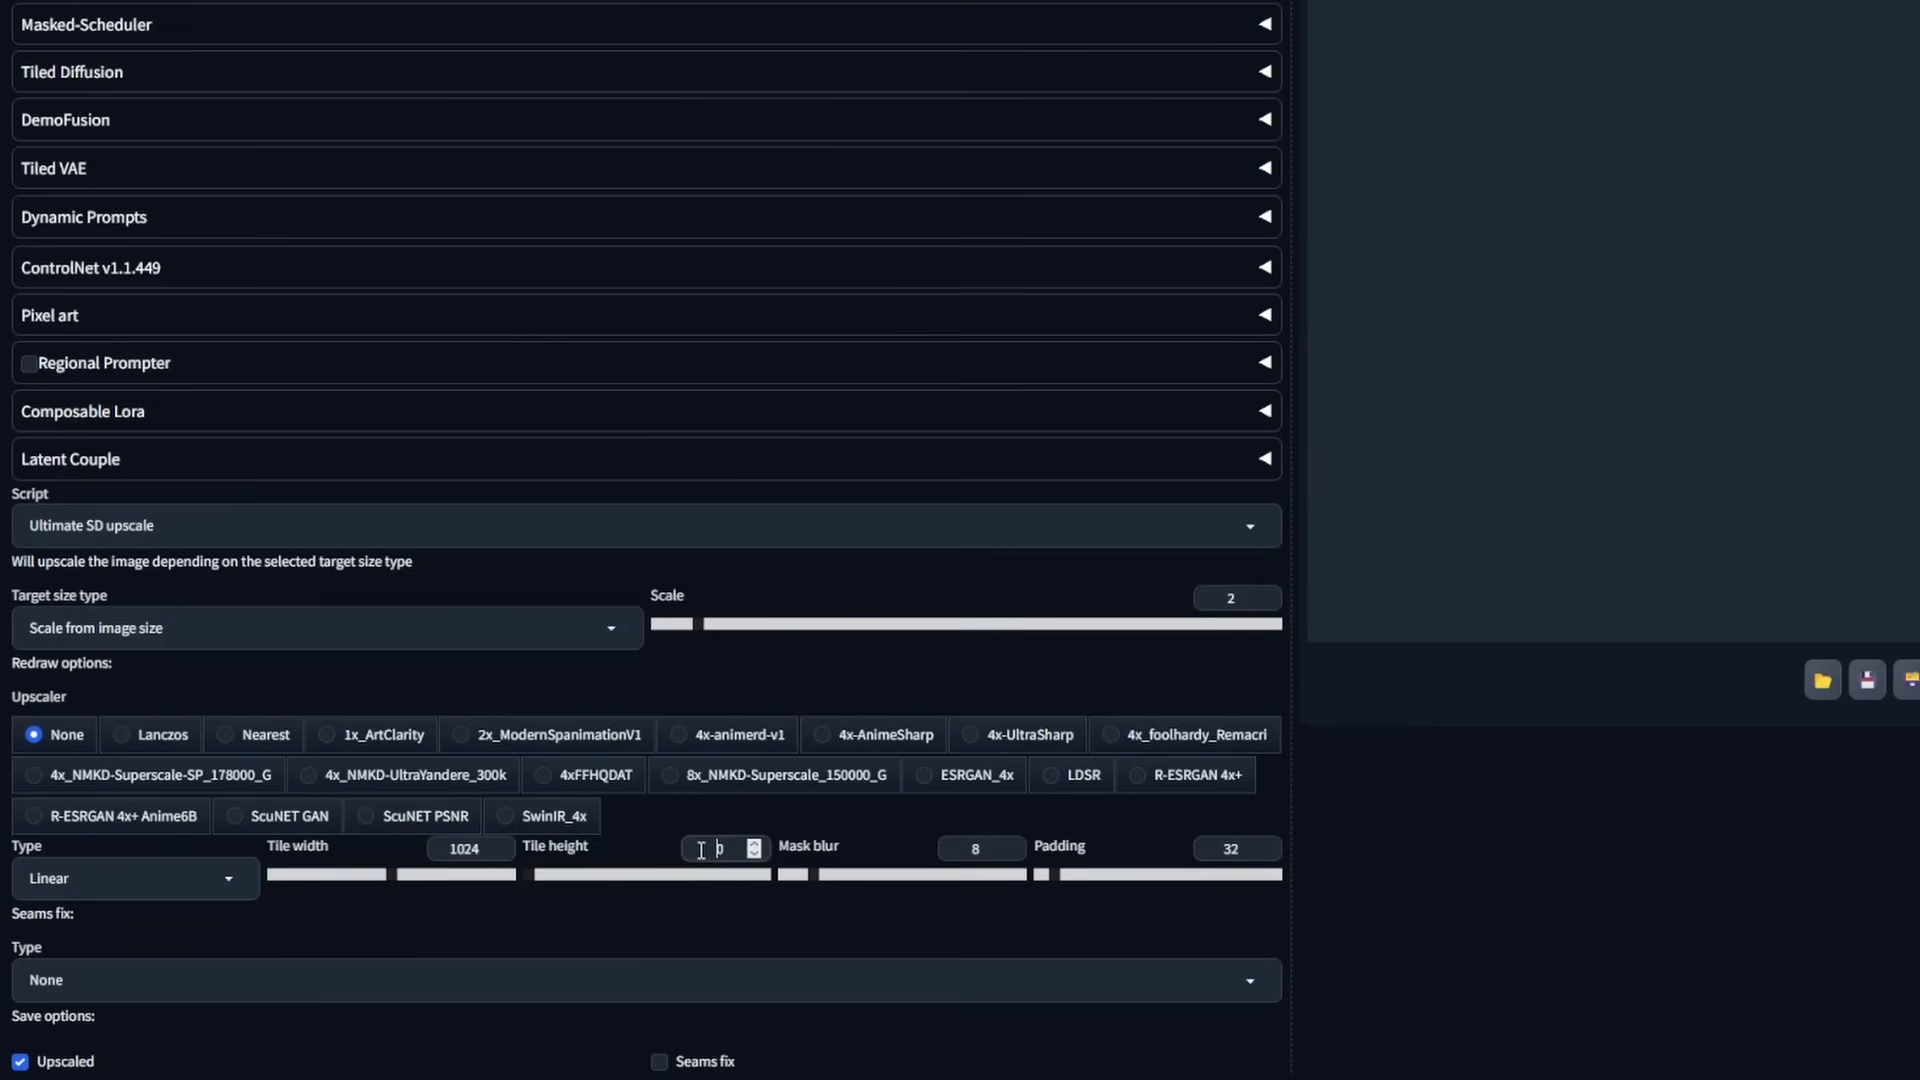 Masked-Scheduler
Tiled Diffusion
DemoFusion
Tiled VAE
Dynamic Prompts
ControlNet v1.1.449
Pixel art
Regional Prompter
Composable Lora
Latent Couple
Script
Ultimate SD upscale
Will upscale the image depending on the selected target size type
Target size type
Scale 2
Scale from image size
Redraw options:
Upscaler
None Lanczos Nearest 1x_ArtClarity 2x_ModernSpanimationV1 4x-animerd-v1 4x-AnimeSharp 4x-UltraSharp 4x_foolhardy_Remacri
4x_NMKD-Superscale-SP_178000_G 4x_NMKD-UltraYandere_300k 4xFFHQDAT 8x_NMKD-Superscale_150000_G ESRGAN_4x LDSR R-ESRGAN 4x+
R-ESRGAN 4x+ Anime6B ScuNET GAN ScuNET PSNR SwinIR_4x
Type Tile width 1024 Tile height 0 Mask blur 8 Padding 32
Linear
Seams fix:
Type
None
Save options:
Upscaled Seams fix